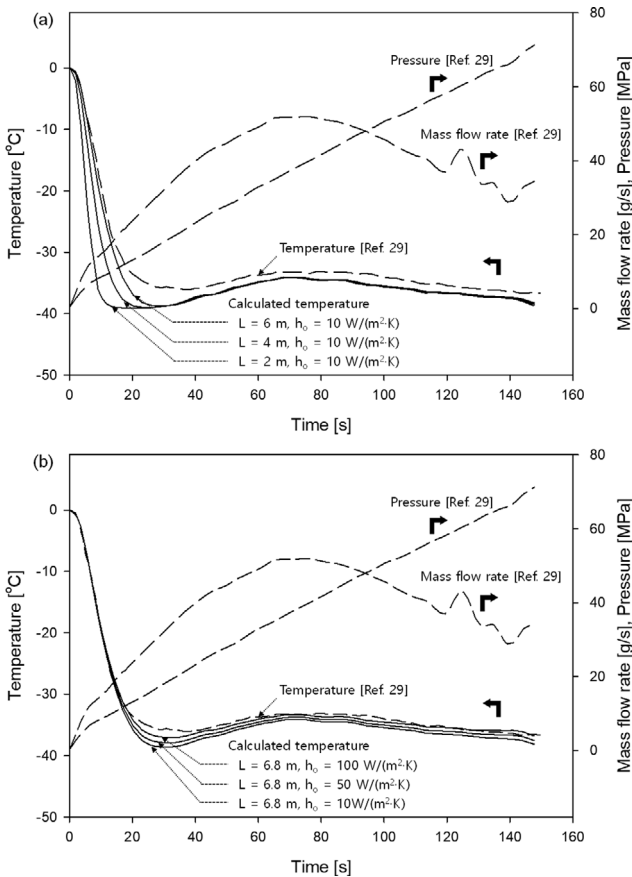 (a)
80
Pressure [Ref. 29]
0
60
-10
Mass flow rate [Ref. 29]
40
-20
Temperature [Ref. 29]
20
-30
Calculated temperature
L = 6 m, hₒ = 10 W/(m²·K)
0
-40
L = 4 m, hₒ = 10 W/(m²·K)
L = 2 m, hₒ = 10 W/(m²·K)
-50
0 20 40 60 80 100 120 140 160
Time [s]
Temperature [°C]
Mass flow rate [g/s], Pressure [MPa]
(b)
80
Pressure [Ref. 29]
0
60
-10
Mass flow rate [Ref. 29]
40
-20
Temperature [Ref. 29]
20
-30
Calculated temperature
0
-40
L = 6.8 m, hₒ = 100 W/(m²·K)
L = 6.8 m, hₒ = 50 W/(m²·K)
L = 6.8 m, hₒ = 10W/(m²·K)
-50
0 20 40 60 80 100 120 140 160
Time [s]
Temperature [°C]
Mass flow rate [g/s], Pressure [MPa]